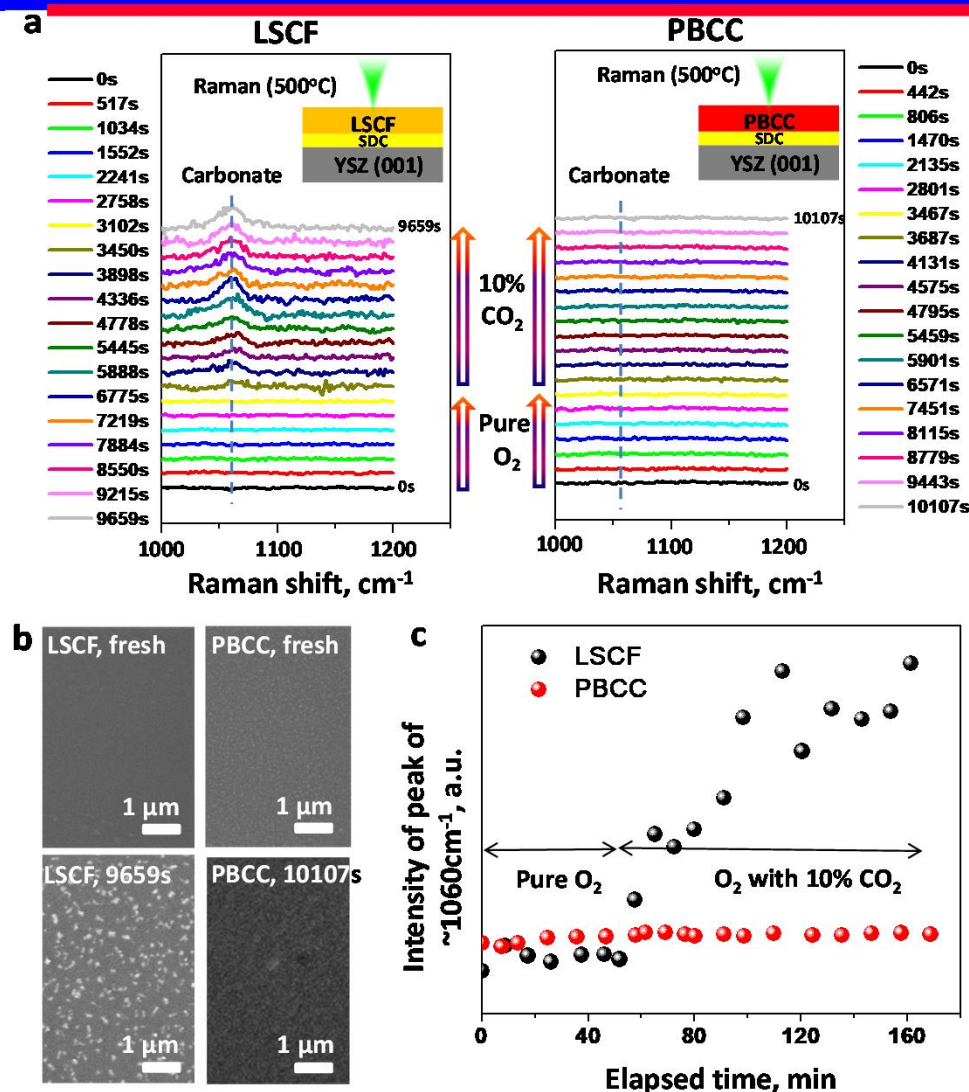 a
LSCF
PBCC
0s
517s
1034s
1552s
2241s
2758s
3102s
3450s
3898s
4336s
4778s
5445s
5888s
6775s
7219s
7884s
8550s
9215s
9659s
Raman (500°C)
LSCF
SDC
YSZ (001)
Carbonate
9659s
0s
1000
1100
1200
Raman shift, cm⁻¹
10%
CO₂
Pure
O₂
Raman (500°C)
PBCC
SDC
YSZ (001)
Carbonate
10107s
0s
1000
1100
1200
Raman shift, cm⁻¹
0s
442s
806s
1470s
2135s
2801s
3467s
3687s
4131s
4575s
4795s
5459s
5901s
6571s
7451s
8115s
8779s
9443s
10107s
b
LSCF, fresh
1 µm
PBCC, fresh
1 µm
LSCF, 9659s
1 µm
PBCC, 10107s
1 µm
c
LSCF
PBCC
Pure O₂
O₂ with 10% CO₂
Intensity of peak of
~1060cm⁻¹, a.u.
0
40
80
120
160
Elapsed time, min